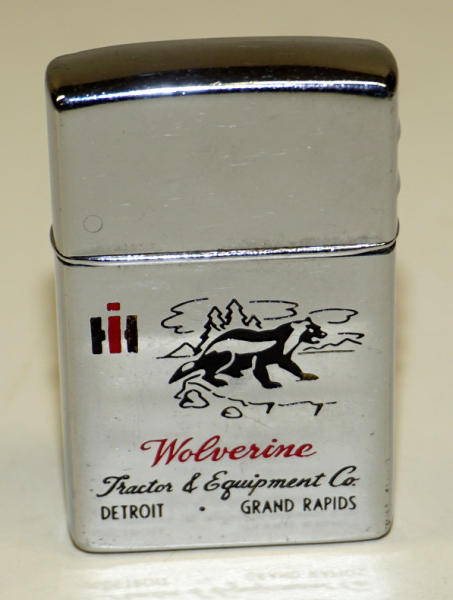 IH
Wolverine
Tractor & Equipment Co.
DETROIT • GRAND RAPIDS